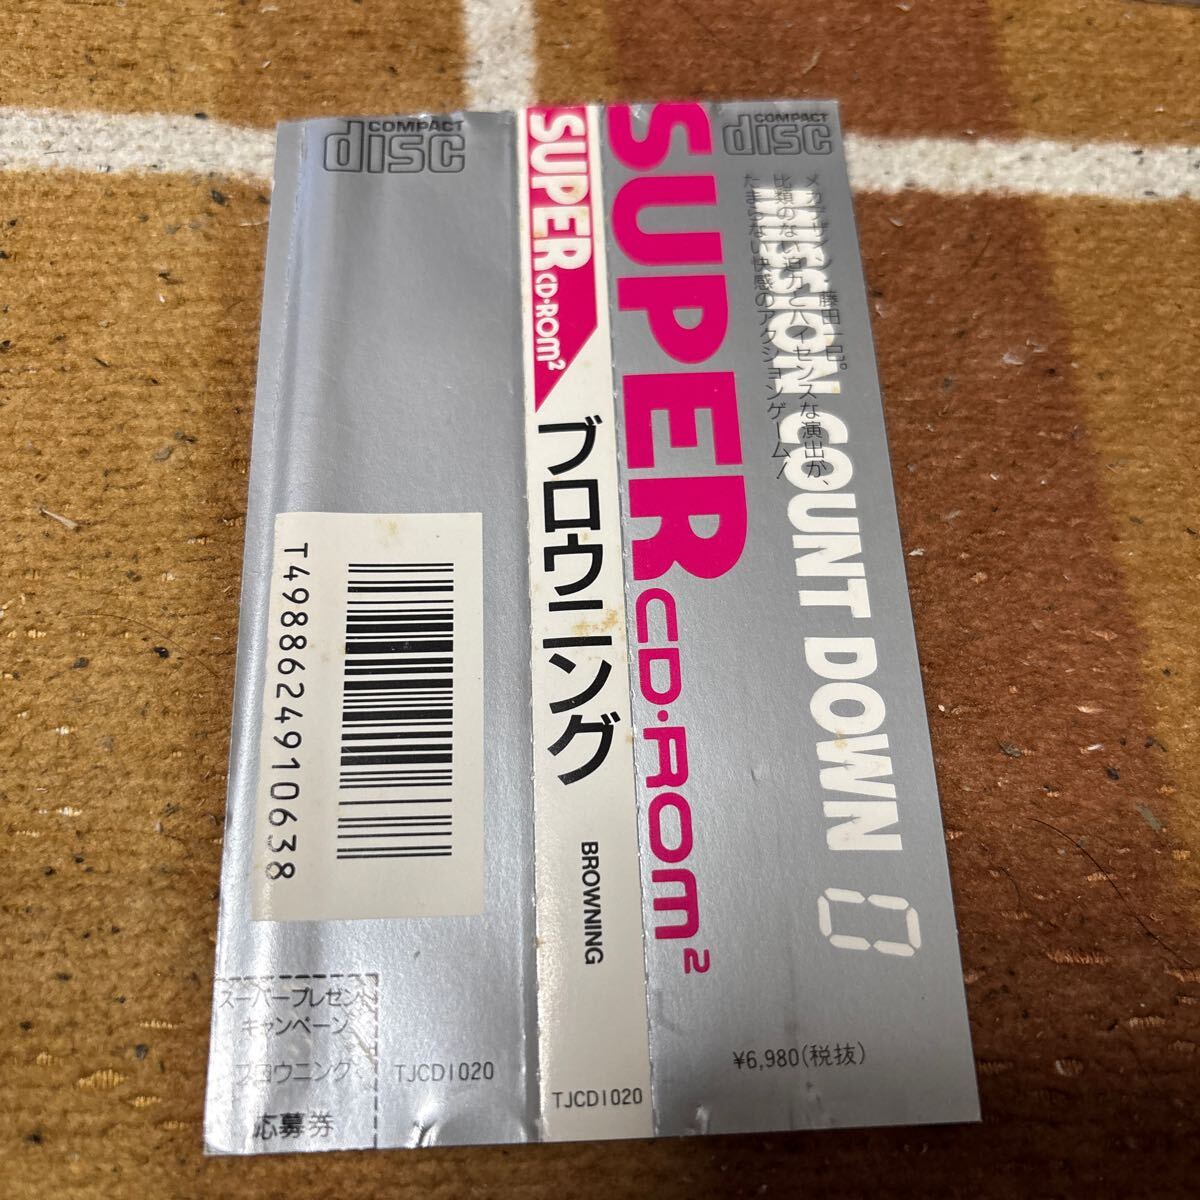 COMPACT
disc
T4988624910638
スーパープレゼント
キャンペーン
ブロウニング
応募券
TJCD1020
SUPER
CD・ROM²
ブロウニング
BROWNING
TJCD1020
SUPER
CD・ROM²
COMPACT
disc
メカデザイン 藤田一己。
比類のない迫力とハイセンスな演出が、
たまらない快感のアクションゲーム!
MISSION COUNT DOWN 0
¥6,980(税抜)